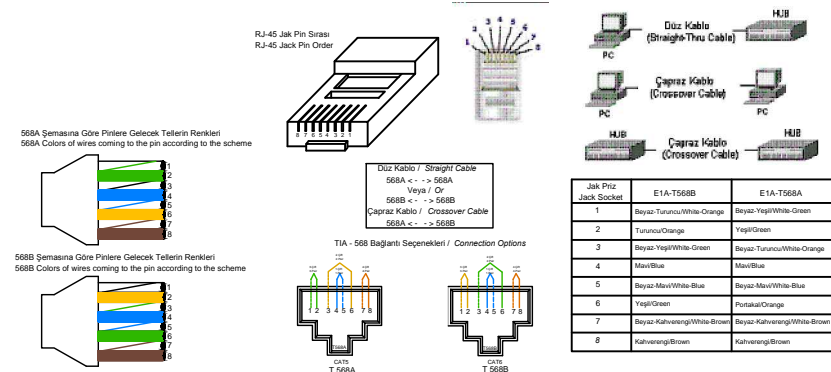 RJ-45 Jak Pin Sırası
RJ-45 Jack Pin Order
8 7 6 5 4 3 2 1
1
2
3
4
5
6
7
8
HUB
Düz Kablo
(Straight-Thru Cable)
PC
Çapraz Kablo
(Crossover Cable)
PC
PC
HUB
Çapraz Kablo
(Crossover Cable)
HUB
568A Şemasına Göre Pinlere Gelecek Tellerin Renkleri
568A Colors of wires coming to the pin according to the scheme
1
2
3
4
5
6
7
8
568B Şemasına Göre Pinlere Gelecek Tellerin Renkleri
568B Colors of wires coming to the pin according to the scheme
1
2
3
4
5
6
7
8
Düz Kablo / Straight Cable
568A < - - > 568A
Veya / Or
568B < - - > 568B
Çapraz Kablo / Crossover Cable
568A < - - > 568B
TIA - 568 Bağlantı Seçenekleri / Connection Options
1 2 3 4 5 6 7 8
T568A
CAT5
T 568A
1 2 3 4 5 6 7 8
T568B
CAT6
T 568B
Jak Priz
Jack Socket
E1A-T568B
E1A-T568A
1 Beyaz-Turuncu/White-Orange Beyaz-Yeşil/White-Green
2 Turuncu/Orange Yeşil/Green
3 Beyaz-Yeşil/White-Green Beyaz-Turuncu/White-Orange
4 Mavi/Blue Mavi/Blue
5 Beyaz-Mavi/White-Blue Beyaz-Mavi/White-Blue
6 Yeşil/Green Portakal/Orange
7 Beyaz-Kahverengi/White-Brown Beyaz-Kahverengi/White-Brown
8 Kahverengi/Brown Kahverengi/Brown